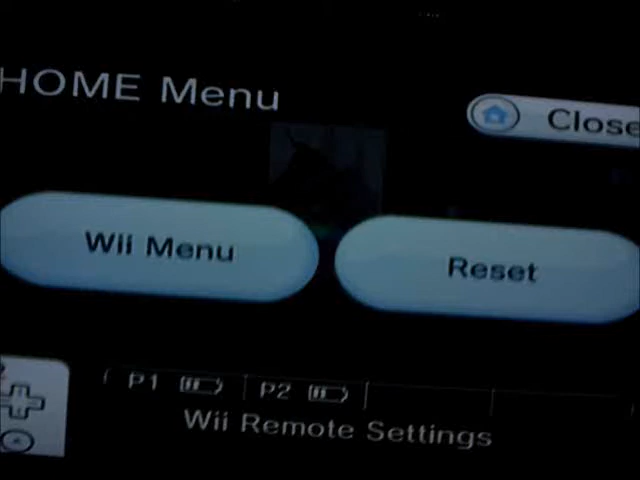 HOME Menu
Close
Wii Menu
Reset
P1 P2
Wii Remote Settings